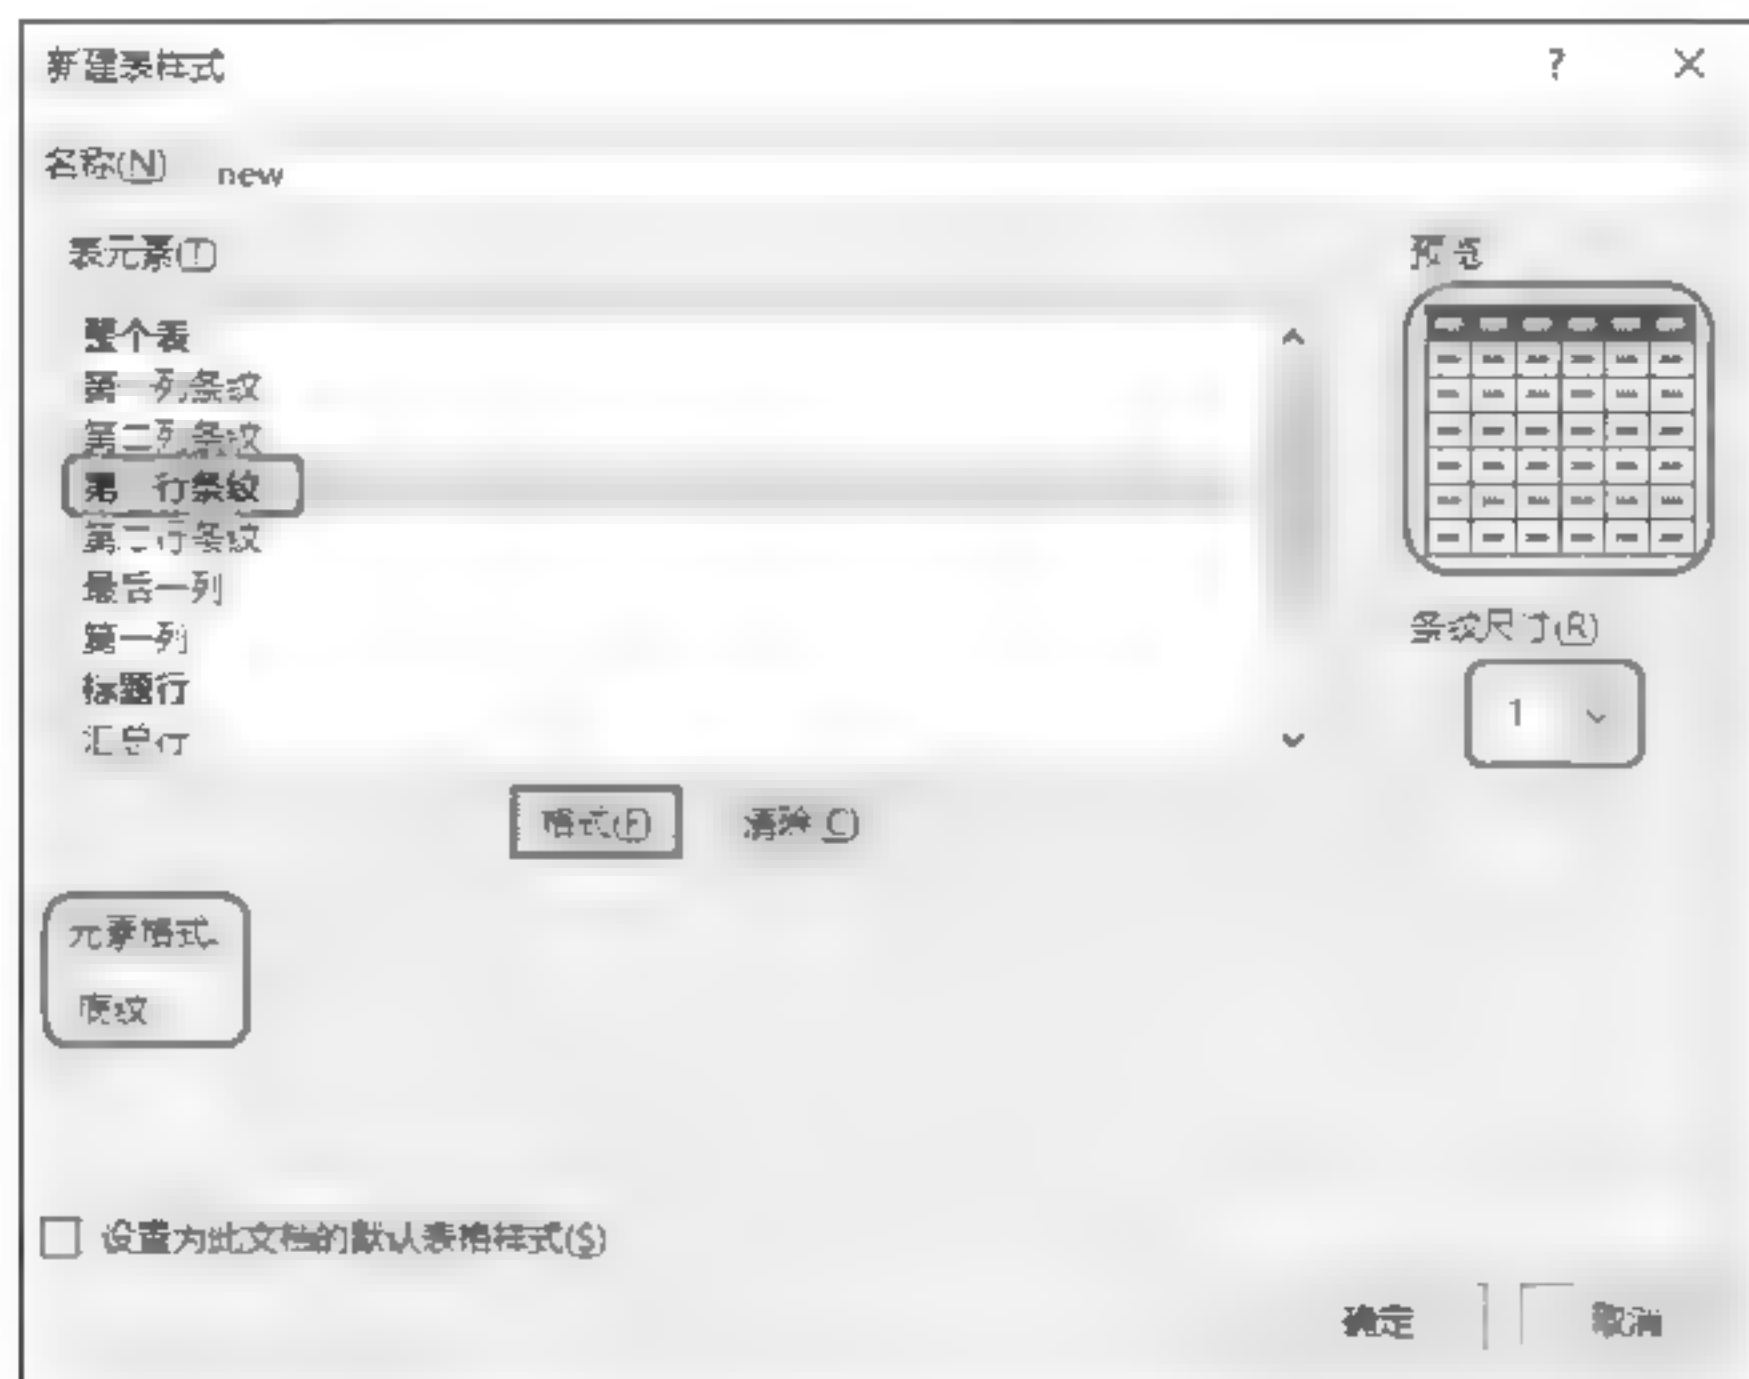 新建表样式 ? ×
名称(N) new
表元素(T)
预览
整个表
第一列条纹
第二列条纹
第一行条纹
第二行条纹
最后一列
第一列
标题行
汇总行
条纹尺寸(R)
1
格式(F) 清除(C)
元素格式:
底纹
设置为此文档的默认表格样式(S)
确定 取消